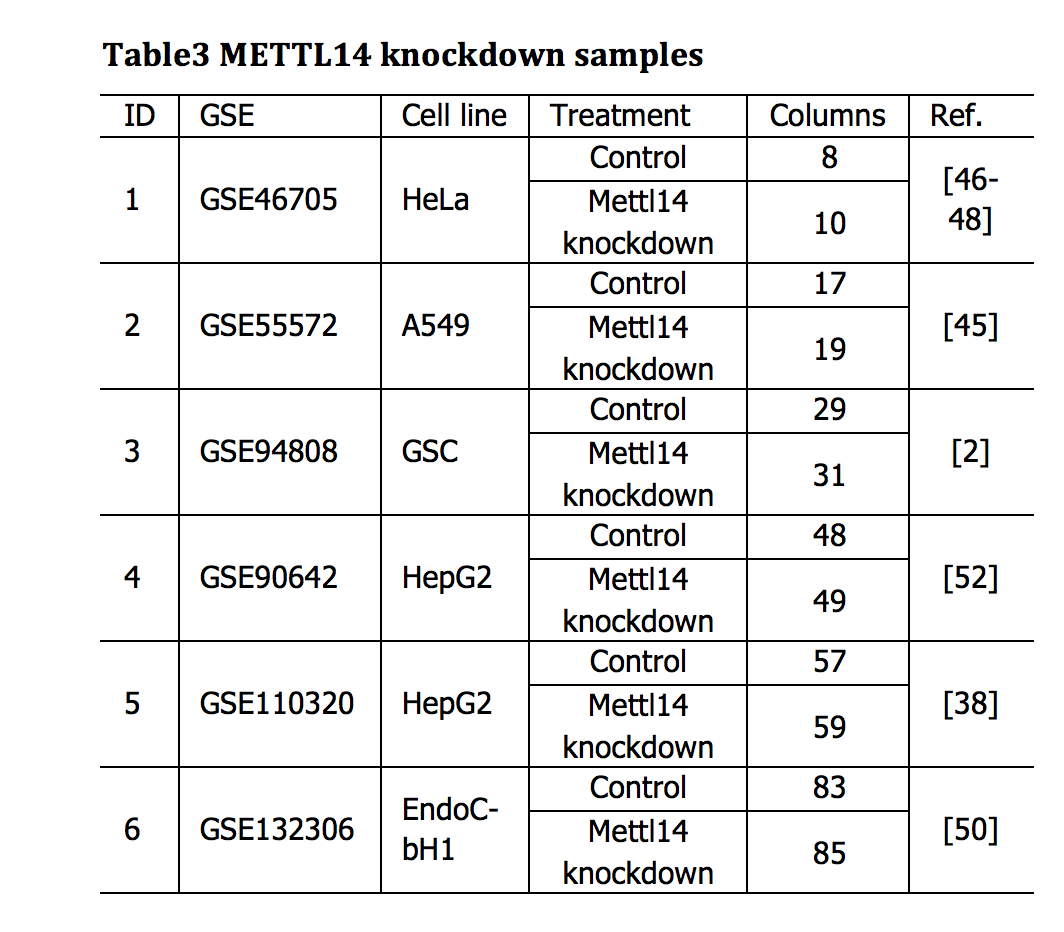 Table3 METTL14 knockdown samples
ID GSE Cell line Treatment Columns Ref.
1 GSE46705 HeLa Control 8 [46-
48]
Mettl14
knockdown 10
2 GSE55572 A549 Control 17 [45]
Mettl14
knockdown 19
3 GSE94808 GSC Control 29 [2]
Mettl14
knockdown 31
4 GSE90642 HepG2 Control 48 [52]
Mettl14
knockdown 49
5 GSE110320 HepG2 Control 57 [38]
Mettl14
knockdown 59
6 GSE132306 EndoC-
bH1 Control 83 [50]
Mettl14
knockdown 85